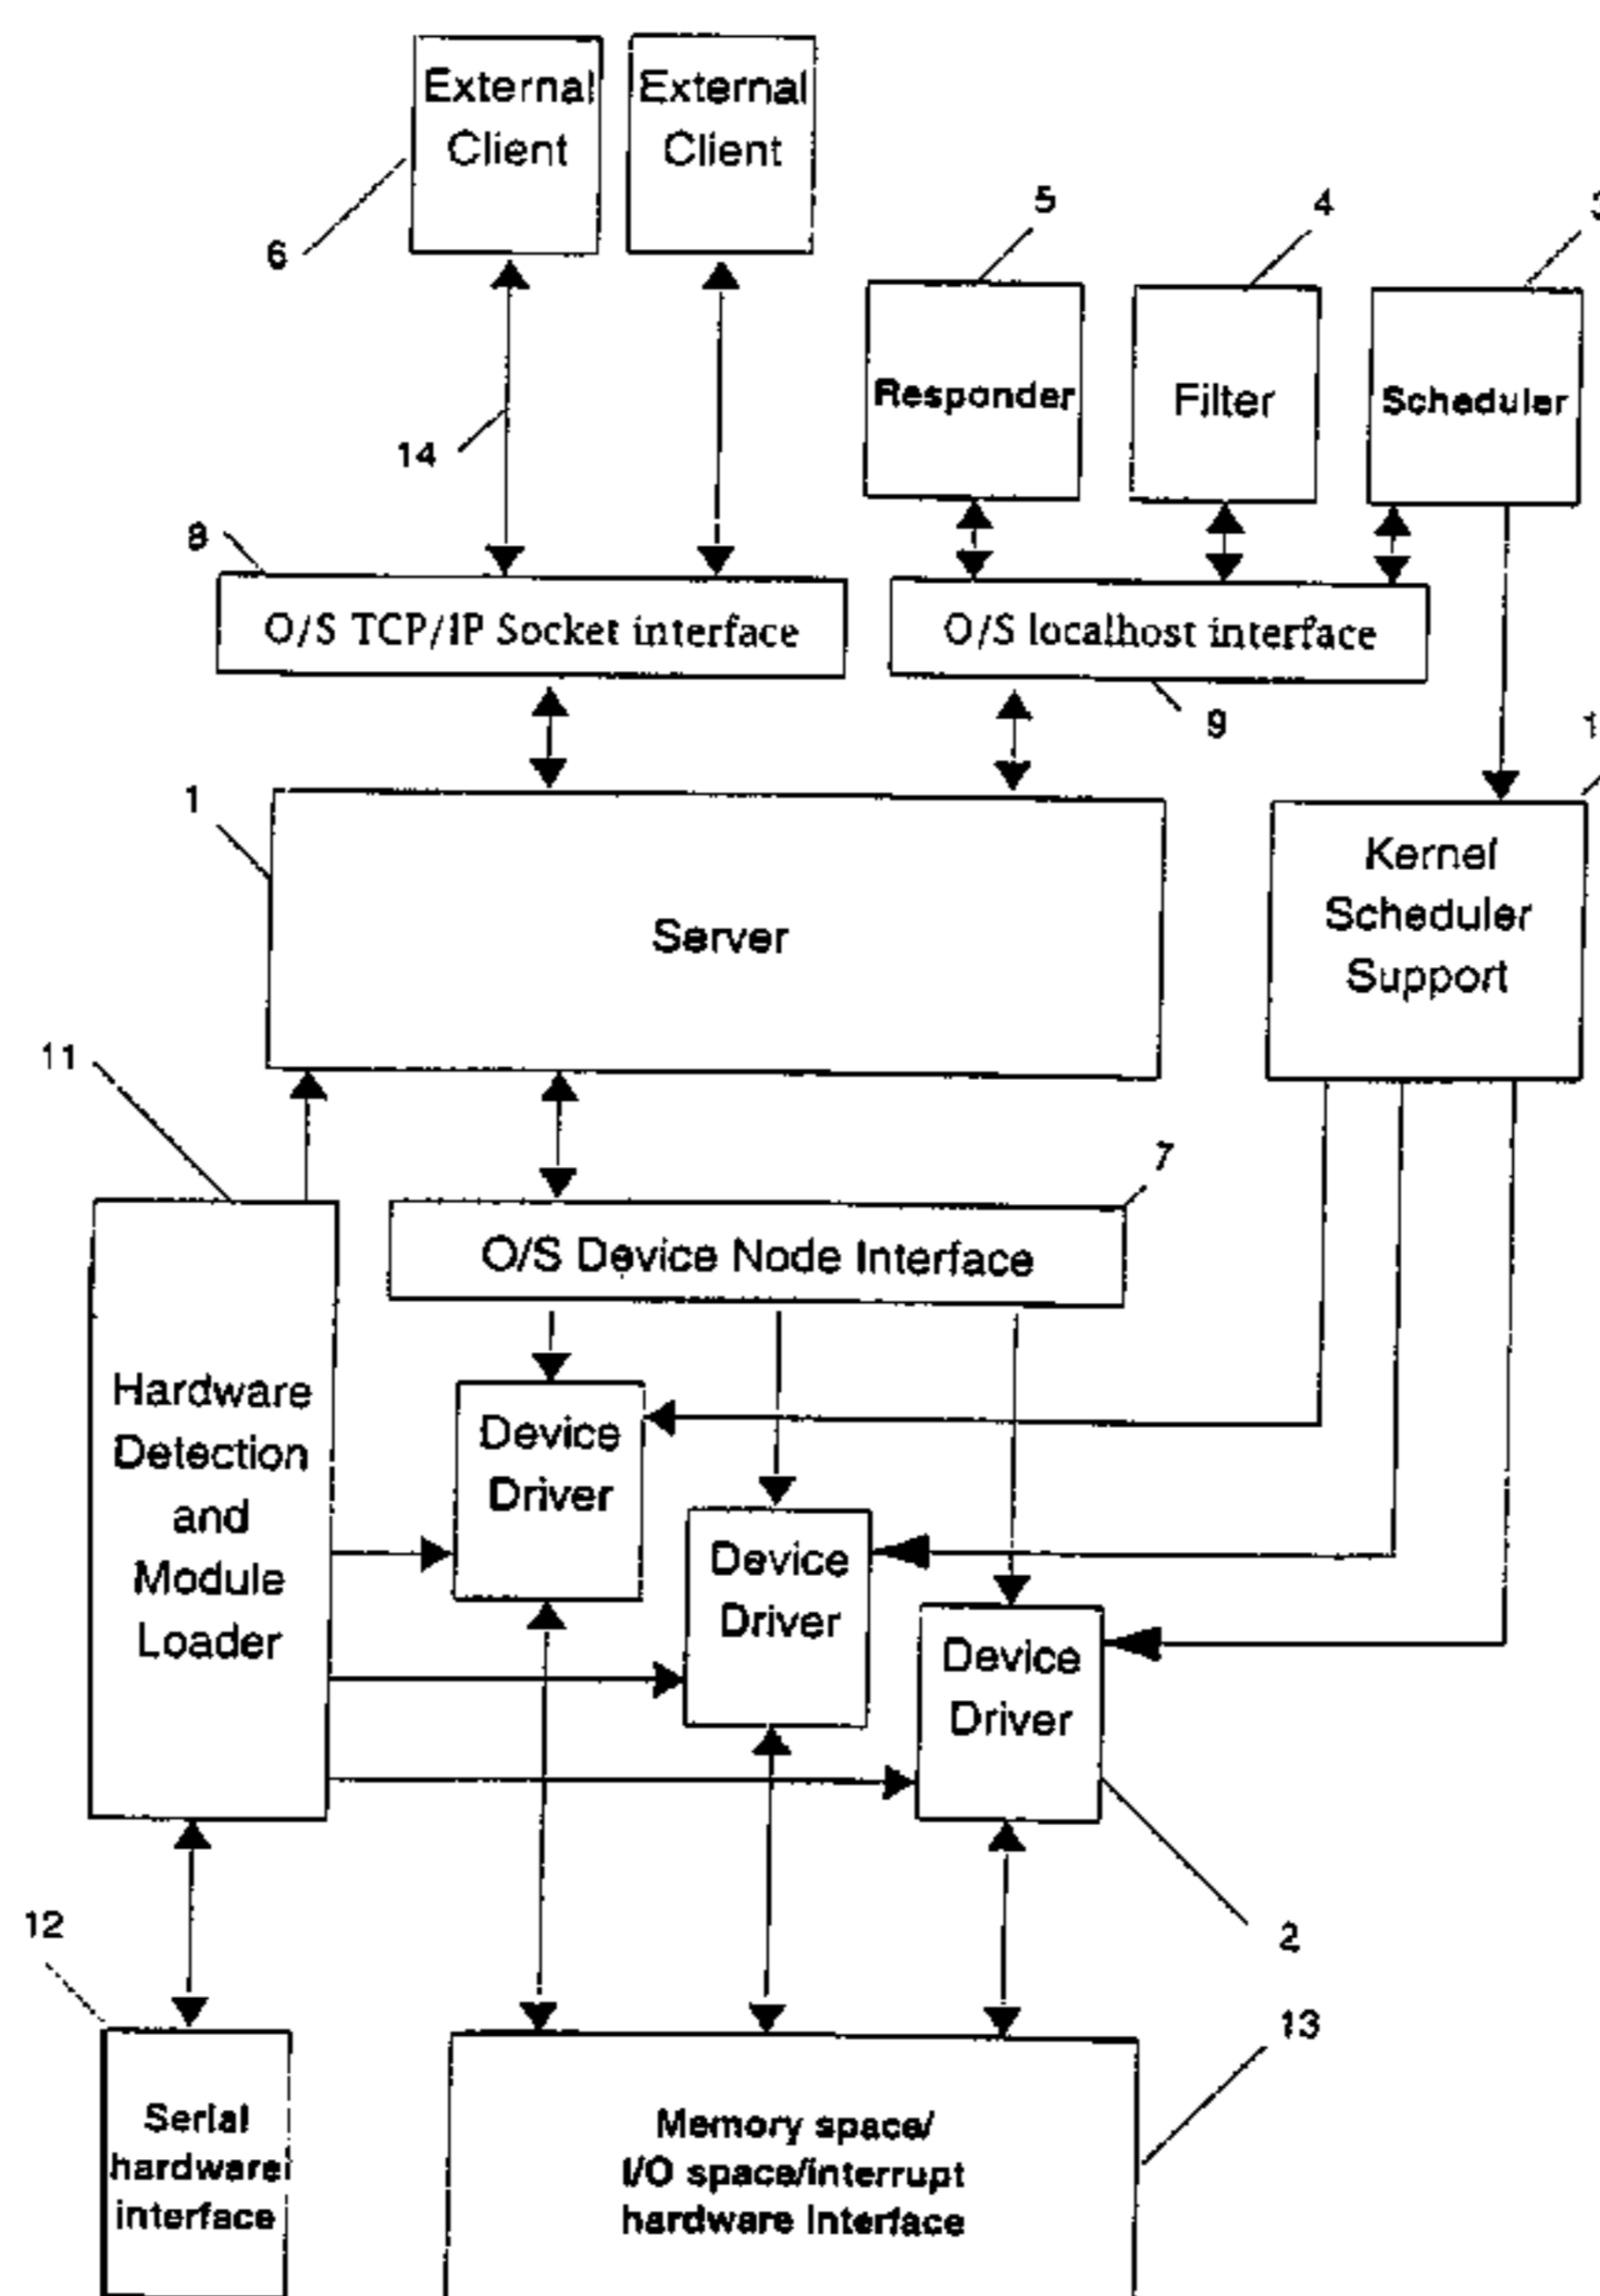 External
Client
External
Client
6
5
4
14
Responder
Filter
Scheduler
8
O/S TCP/IP Socket interface
O/S localhost interface
9
1
Server
Kernel
Scheduler
Support
11
7
O/S Device Node Interface
Hardware
Detection
and
Module
Loader
Device
Driver
Device
Driver
Device
Driver
12
2
13
Serial
hardware
interface
Memory space/
I/O space/interrupt
hardware interface